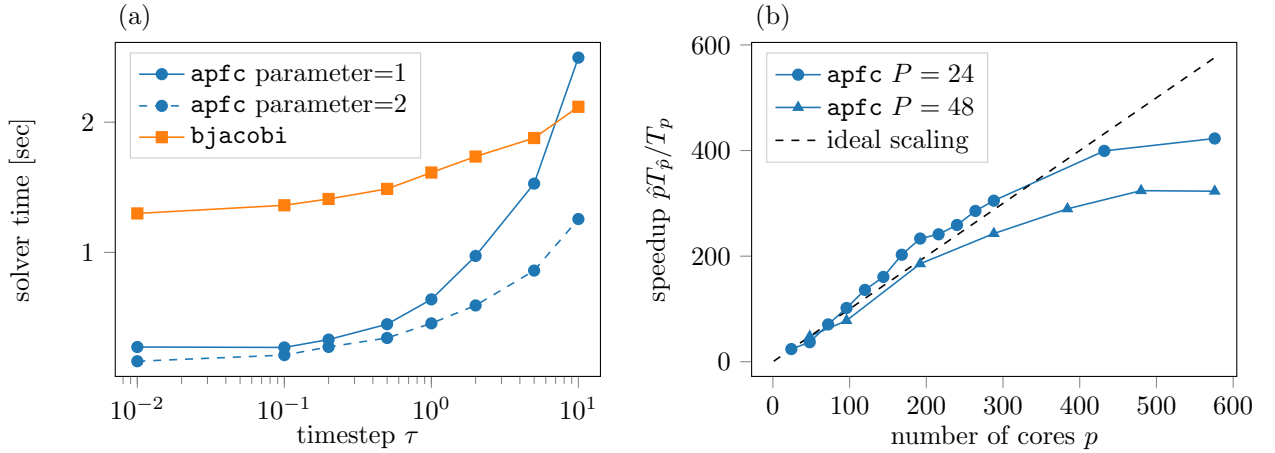 (a)
apfc parameter=1
apfc parameter=2
bjacobi
2
1
solver time [sec]
10^{-2}
10^{-1}
10^{0}
10^{1}
timestep τ
(b)
apfc P = 24
apfc P = 48
ideal scaling
600
400
200
0
speedup p̂T_{p̂}/T_p
0
100
200
300
400
500
600
number of cores p